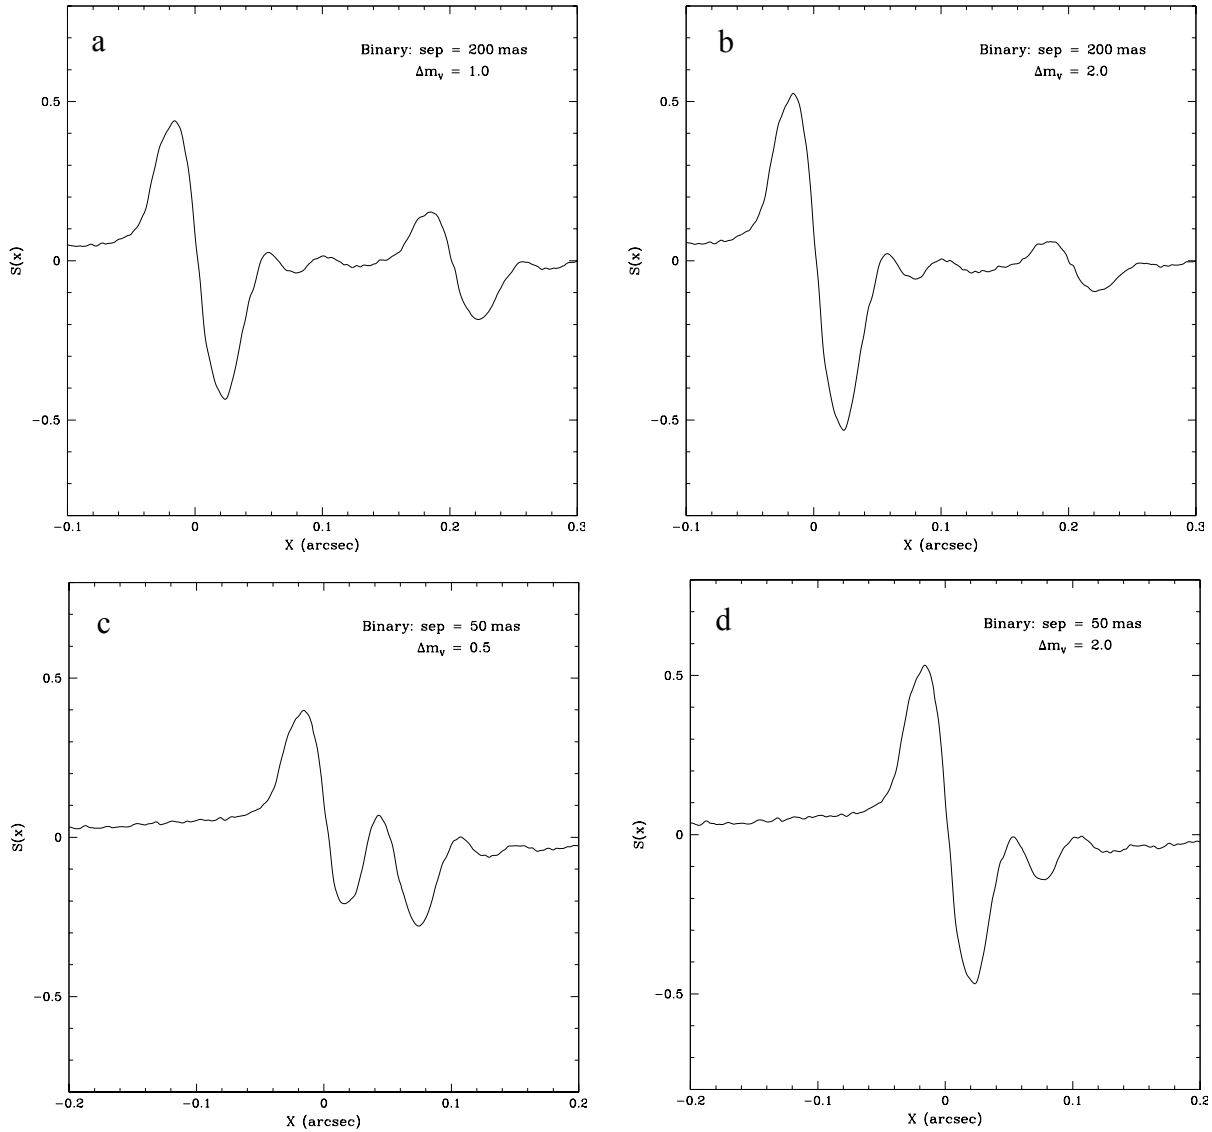 a
Binary: sep = 200 mas
Δmᵥ = 1.0
0.5
0
-0.5
S(x)
-0.1
0
0.1
0.2
0.3
X (arcsec)
b
Binary: sep = 200 mas
Δmᵥ = 2.0
0.5
0
-0.5
S(x)
-0.1
0
0.1
0.2
0.3
X (arcsec)
c
Binary: sep = 50 mas
Δmᵥ = 0.5
0.5
0
-0.5
S(x)
-0.2
-0.1
0
0.1
0.2
X (arcsec)
d
Binary: sep = 50 mas
Δmᵥ = 2.0
0.5
0
-0.5
S(x)
-0.2
-0.1
0
0.1
0.2
X (arcsec)